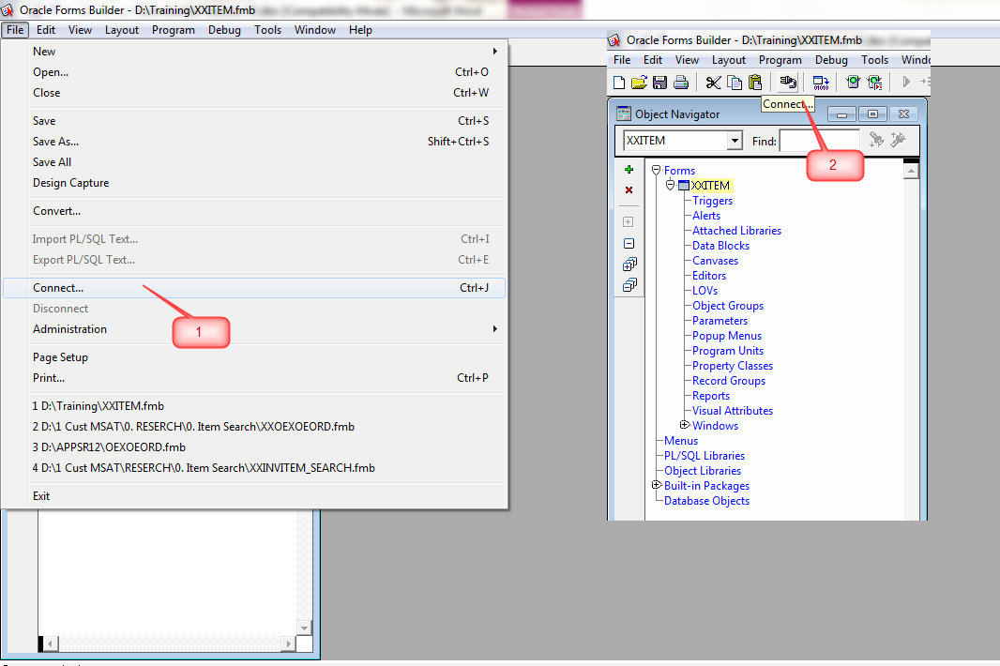 Oracle Forms Builder - D:\Training\XXITEM.fmb
File Edit View Layout Program Debug Tools Window Help
New
Open... Ctrl+O
Close Ctrl+W
Save Ctrl+S
Save As... Shift+Ctrl+S
Save All
Design Capture
Convert...
Import PL/SQL Text... Ctrl+I
Export PL/SQL Text... Ctrl+E
Connect... Ctrl+J
Disconnect
1
Administration
Page Setup
Print... Ctrl+P
1 D:\Training\XXITEM.fmb
2 D:\1 Cust MSAT\0. RESERCH\0. Item Search\XXOEXOEORD.fmb
3 D:\APPSR12\OEXOEORD.fmb
4 D:\1 Cust MSAT\RESERCH\0. Item Search\XXINVITEM_SEARCH.fmb
Exit
Oracle Forms Builder - D:\Training\XXITEM.fmb
File Edit View Layout Program Debug Tools
Connect...
Object Navigator
XXITEM Find:
2
Forms
XXITEM
Triggers
Alerts
Attached Libraries
Data Blocks
Canvases
Editors
LOVs
Object Groups
Parameters
Popup Menus
Program Units
Property Classes
Record Groups
Reports
Visual Attributes
Windows
Menus
PL/SQL Libraries
Object Libraries
Built-in Packages
Database Objects